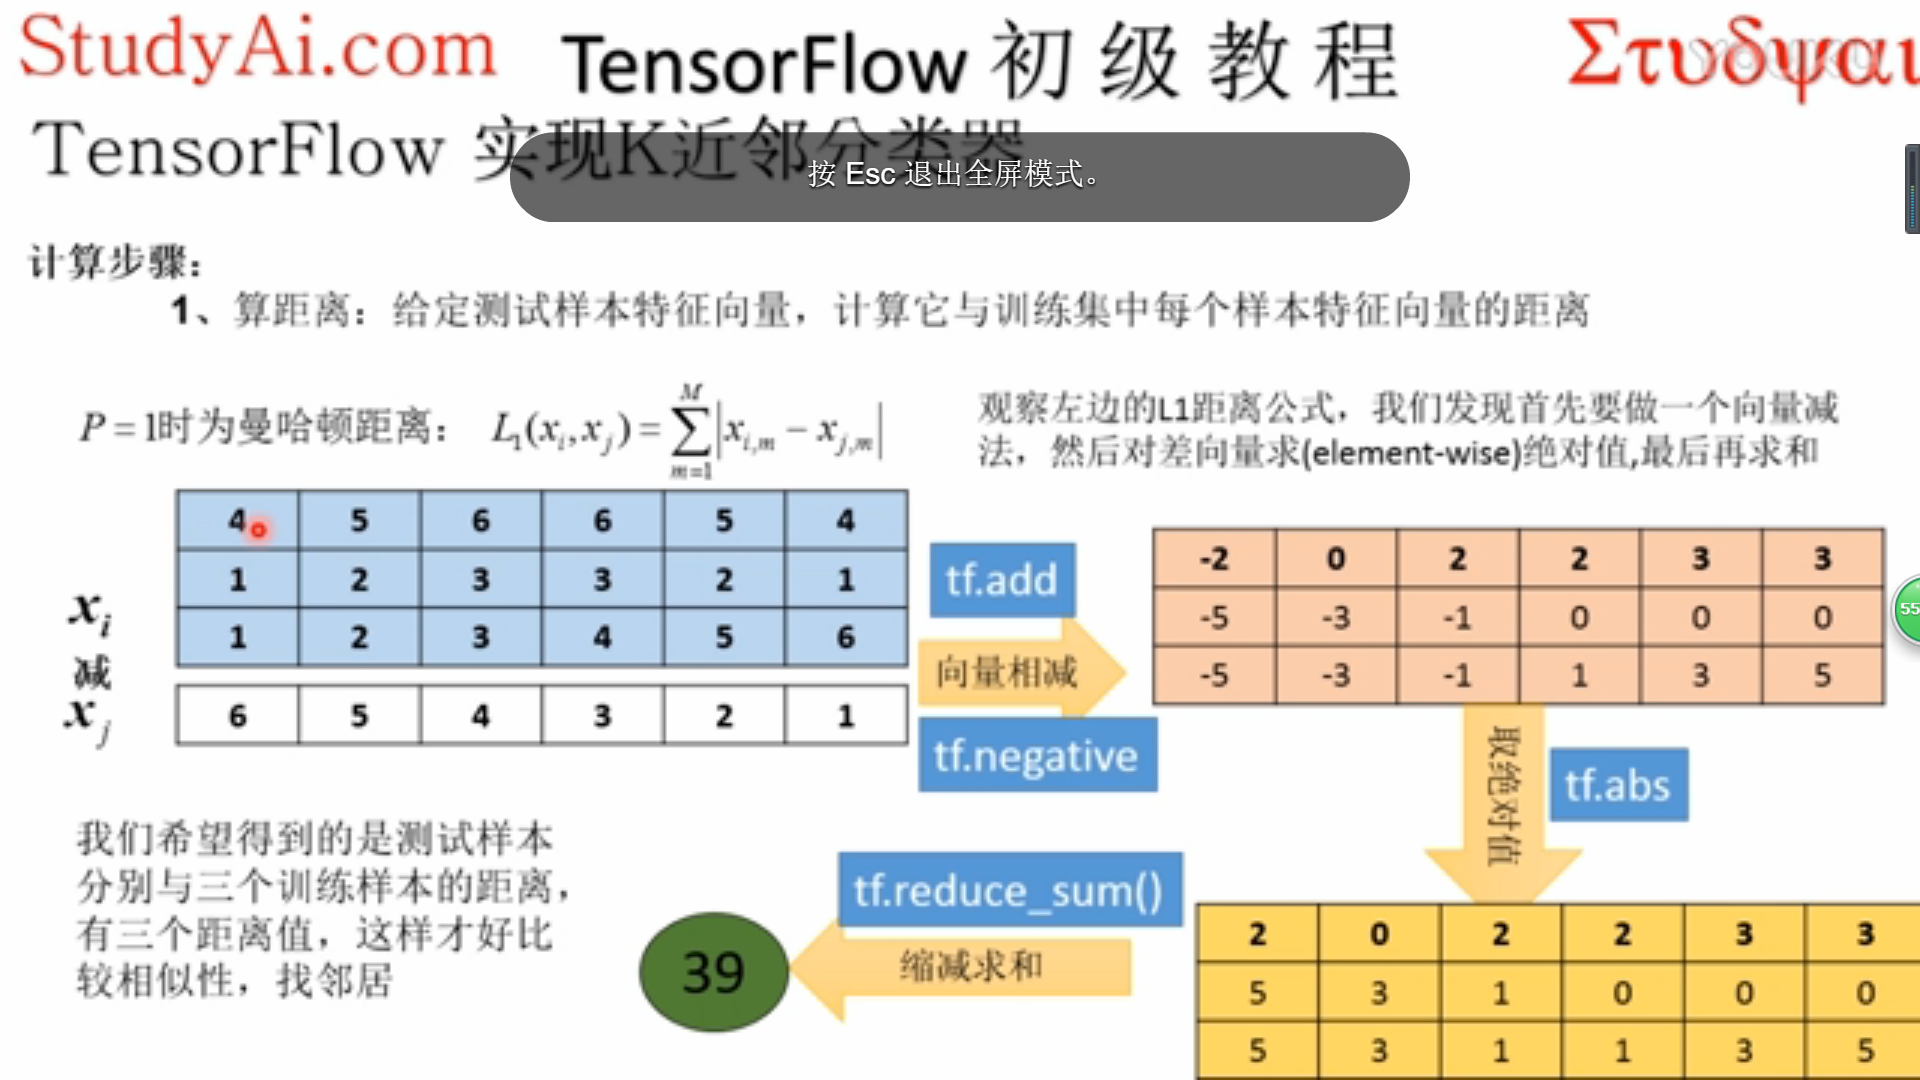 StudyAi.com
TensorFlow 初 级 教 程
Στυδψαι
TensorFlow 实现K近邻分类器
按 Esc 退出全屏模式。
计算步骤：
1、算距离：给定测试样本特征向量，计算它与训练集中每个样本特征向量的距离
P = 1时为曼哈顿距离： L₁(xᵢ, xⱼ) = ∑ᴹₘ₌₁ |xᵢ,ₘ − xⱼ,ₘ|
观察左边的L1距离公式，我们发现首先要做一个向量减
法，然后对差向量求(element-wise)绝对值,最后再求和
4 5 6 6 5 4
1 2 3 3 2 1
1 2 3 4 5 6
xᵢ
减
xⱼ
6 5 4 3 2 1
tf.add
向量相减
tf.negative
-2 0 2 2 3 3
-5 -3 -1 0 0 0
-5 -3 -1 1 3 5
55
取绝对值
tf.abs
2 0 2 2 3 3
5 3 1 0 0 0
5 3 1 1 3 5
tf.reduce_sum()
缩减求和
39
我们希望得到的是测试样本
分别与三个训练样本的距离，
有三个距离值，这样才好比
较相似性，找邻居